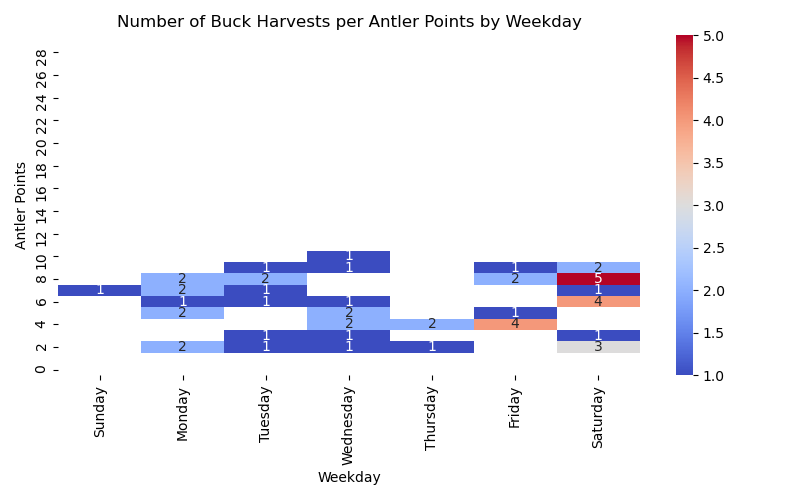 Number of Buck Harvests per Antler Points by Weekday
5.0
28
26
4.5
24
22
4.0
20
18
3.5
16
Antler Points
14
3.0
12
1
10
1 1 1 2
2.5
2 2 2 5
8
1 2 1 1
2.0
1 1 1 4
6
2 2 1
2 2 4
4
1.5
1 1 1
2 1 1 1 3
2
0
1.0
Sunday
Monday
Tuesday
Wednesday
Thursday
Friday
Saturday
Weekday